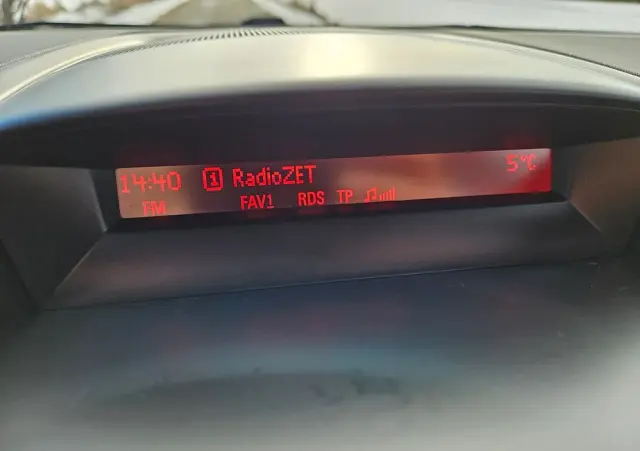 14:40 1 RadioZET 5°C
FM FAV1 RDS TP